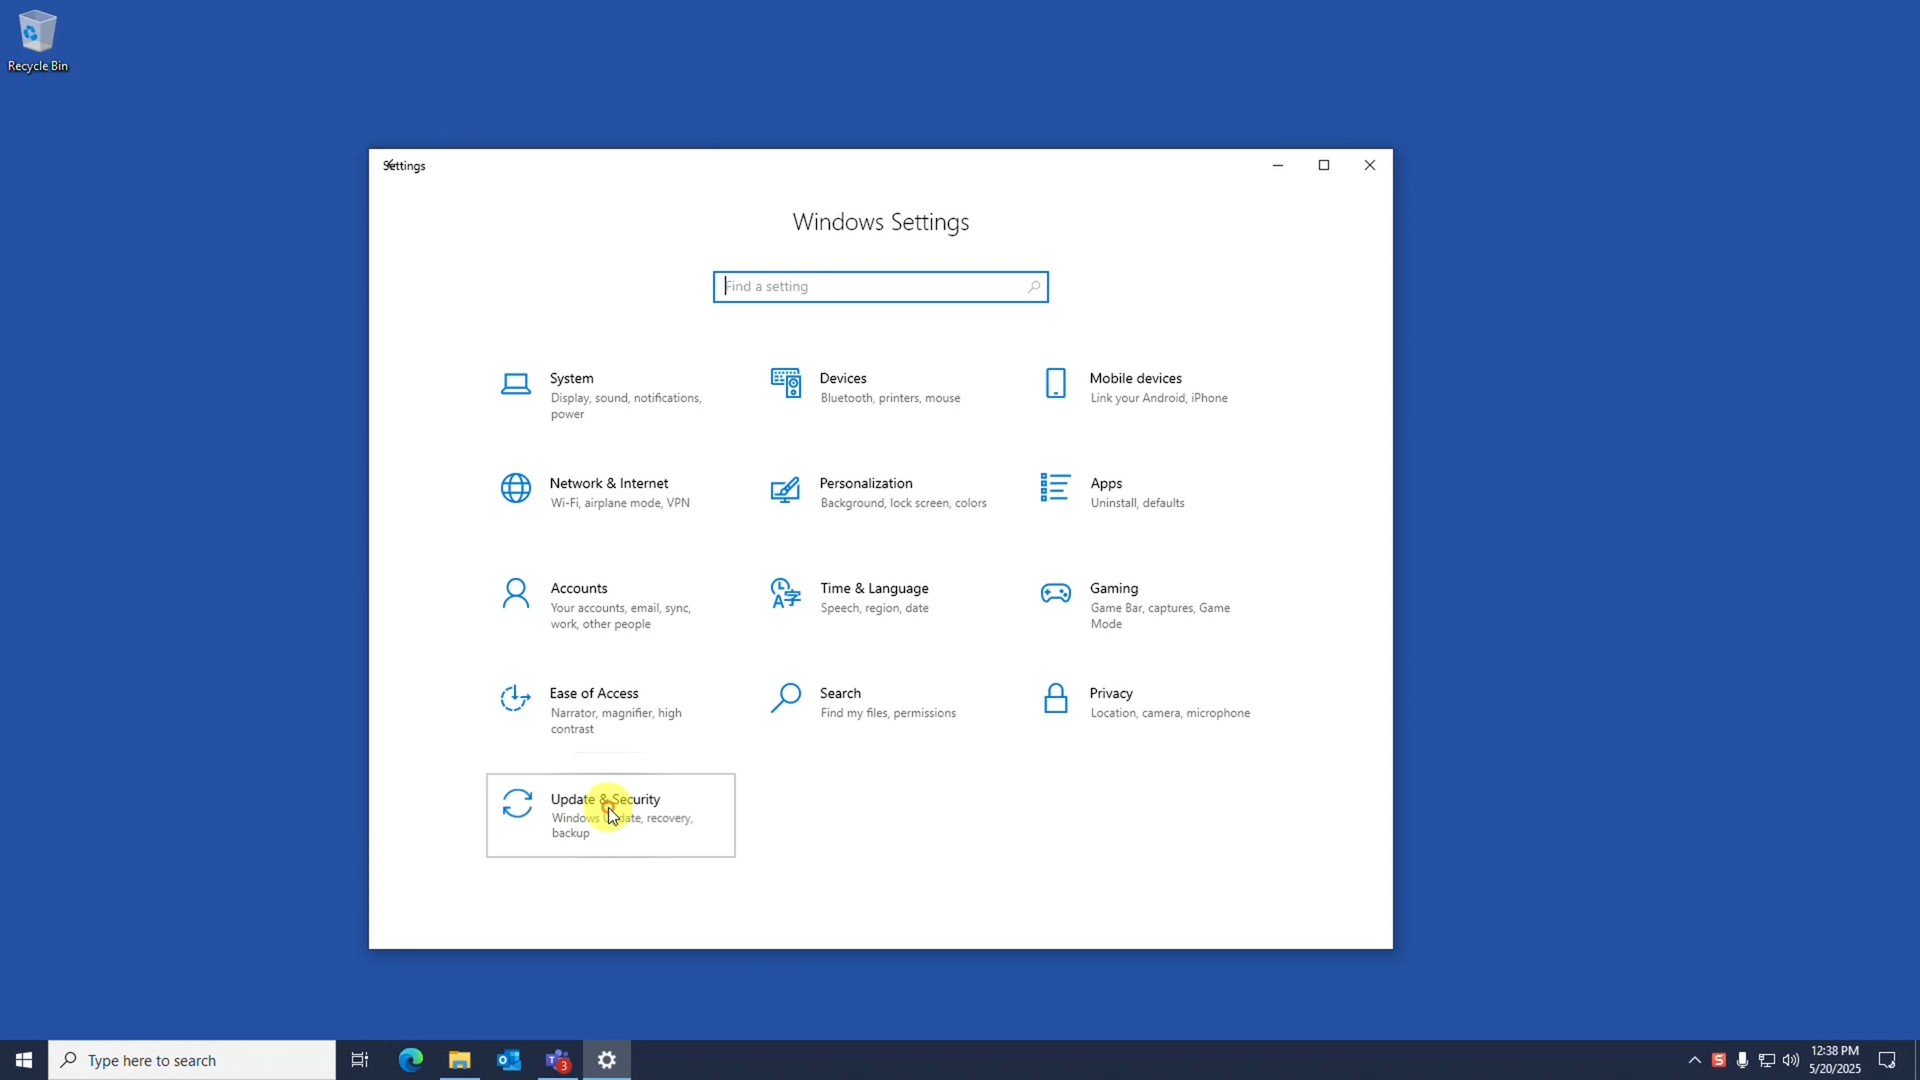 Recycle Bin
Settings
Windows Settings
Find a setting
System
Display, sound, notifications,
power
Devices
Bluetooth, printers, mouse
Mobile devices
Link your Android, iPhone
Network & Internet
Wi-Fi, airplane mode, VPN
Personalization
Background, lock screen, colors
Apps
Uninstall, defaults
Accounts
Your accounts, email, sync,
work, other people
Time & Language
Speech, region, date
Gaming
Game Bar, captures, Game
Mode
Ease of Access
Narrator, magnifier, high
contrast
Search
Find my files, permissions
Privacy
Location, camera, microphone
Update & Security
Windows Update, recovery,
backup
Type here to search
3
S
12:38 PM
5/20/2025